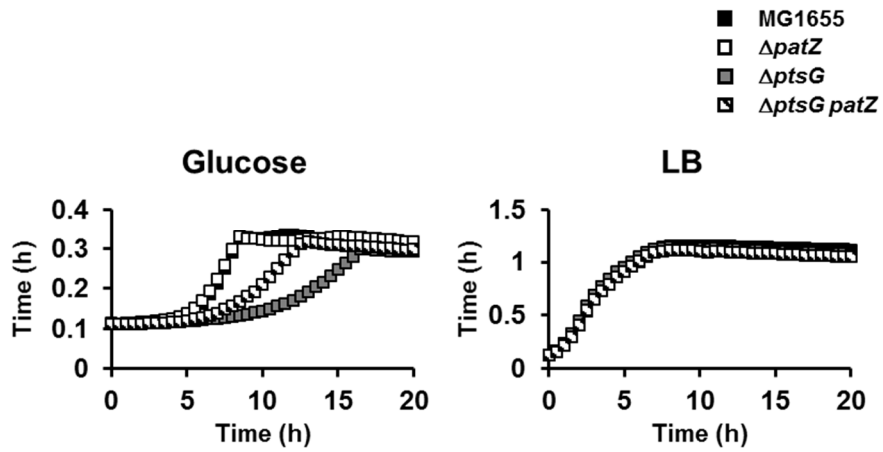 MG1655
ΔpatZ
ΔptsG
ΔptsG patZ
Glucose
Time (h)
0.4
0.3
0.2
0.1
0
0 5 10 15 20
Time (h)
LB
Time (h)
1.5
1
0.5
0
0 5 10 15 20
Time (h)